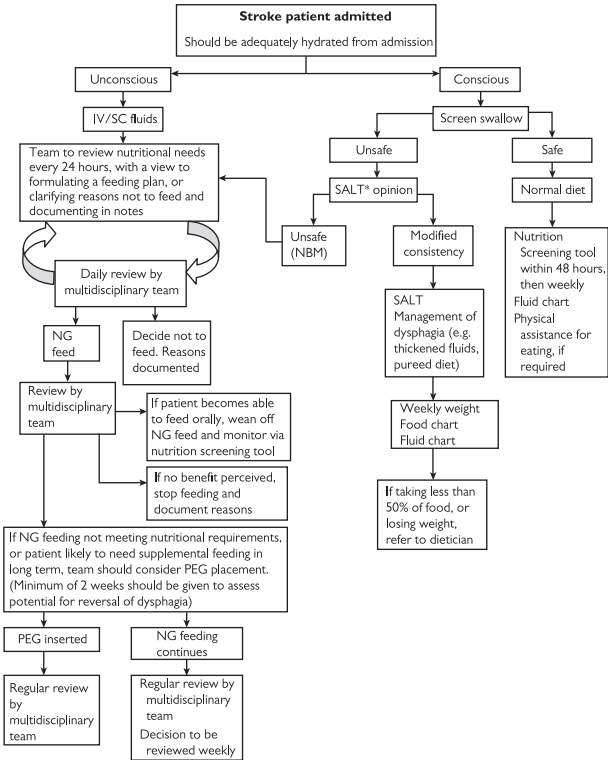 Stroke patient admitted
Should be adequately hydrated from admission
Unconscious
Conscious
IV/SC fluids
Screen swallow
Team to review nutritional needs
every 24 hours, with a view to
formulating a feeding plan, or
clarifying reasons not to feed and
documenting in notes
Unsafe
Safe
SALT* opinion
Normal diet
Unsafe
(NBM)
Modified
consistency
Nutrition
Screening tool
within 48 hours,
then weekly
Fluid chart
Physical
assistance for
eating, if
required
Daily review by
multidisciplinary team
SALT
Management of
dysphagia (e.g.
thickened fluids,
pureed diet)
NG
feed
Decide not to
feed. Reasons
documented
Review by
multidisciplinary
team
If patient becomes able
to feed orally, wean off
NG feed and monitor via
nutrition screening tool
Weekly weight
Food chart
Fluid chart
If no benefit perceived,
stop feeding and
document reasons
If taking less than
50% of food, or
losing weight,
refer to dietician
If NG feeding not meeting nutritional requirements,
or patient likely to need supplemental feeding in
long term, team should consider PEG placement.
(Minimum of 2 weeks should be given to assess
potential for reversal of dysphagia)
PEG inserted
NG feeding
continues
Regular review
by
multidisciplinary
team
Regular review by
multidisciplinary
team
Decision to be
reviewed weekly